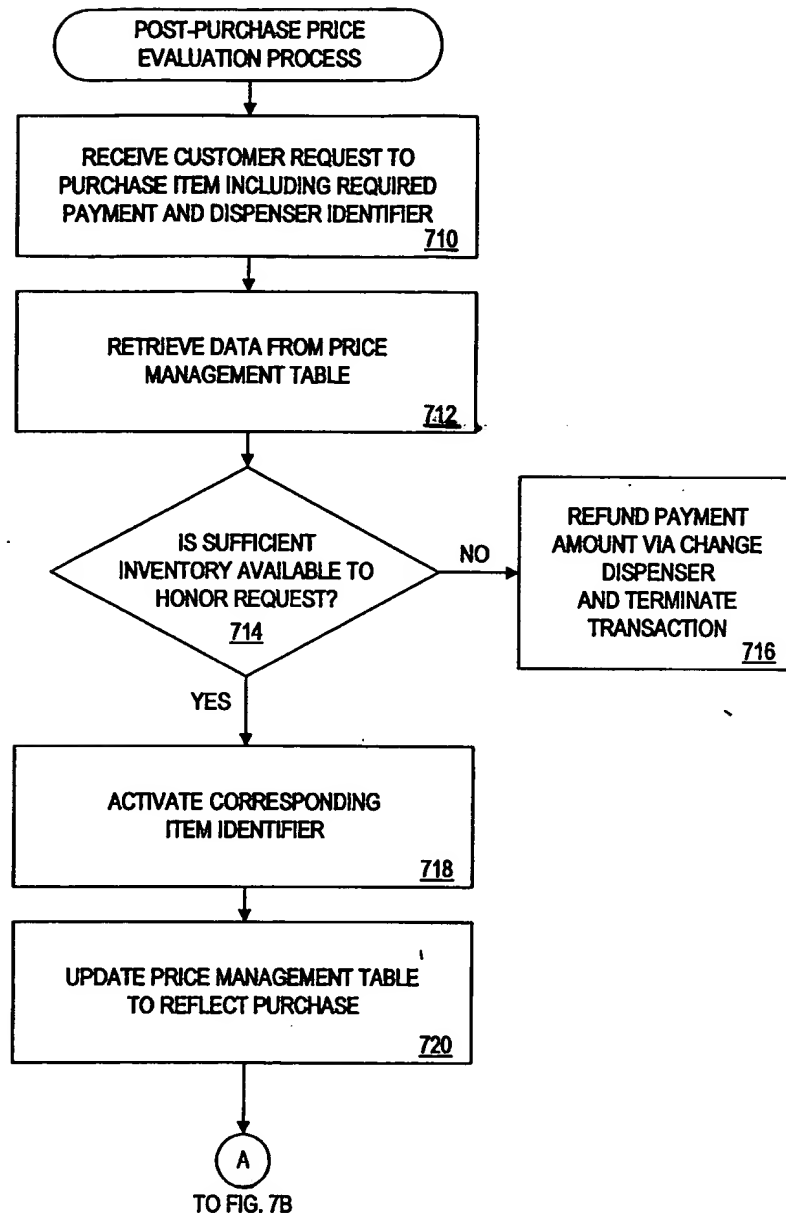 POST-PURCHASE PRICE
EVALUATION PROCESS
RECEIVE CUSTOMER REQUEST TO
PURCHASE ITEM INCLUDING REQUIRED
PAYMENT AND DISPENSER IDENTIFIER
710
RETRIEVE DATA FROM PRICE
MANAGEMENT TABLE
712
IS SUFFICIENT
INVENTORY AVAILABLE TO
HONOR REQUEST?
714
NO
REFUND PAYMENT
AMOUNT VIA CHANGE
DISPENSER
AND TERMINATE
TRANSACTION
716
YES
ACTIVATE CORRESPONDING
ITEM IDENTIFIER
718
UPDATE PRICE MANAGEMENT TABLE
TO REFLECT PURCHASE
720
A
TO FIG. 7B